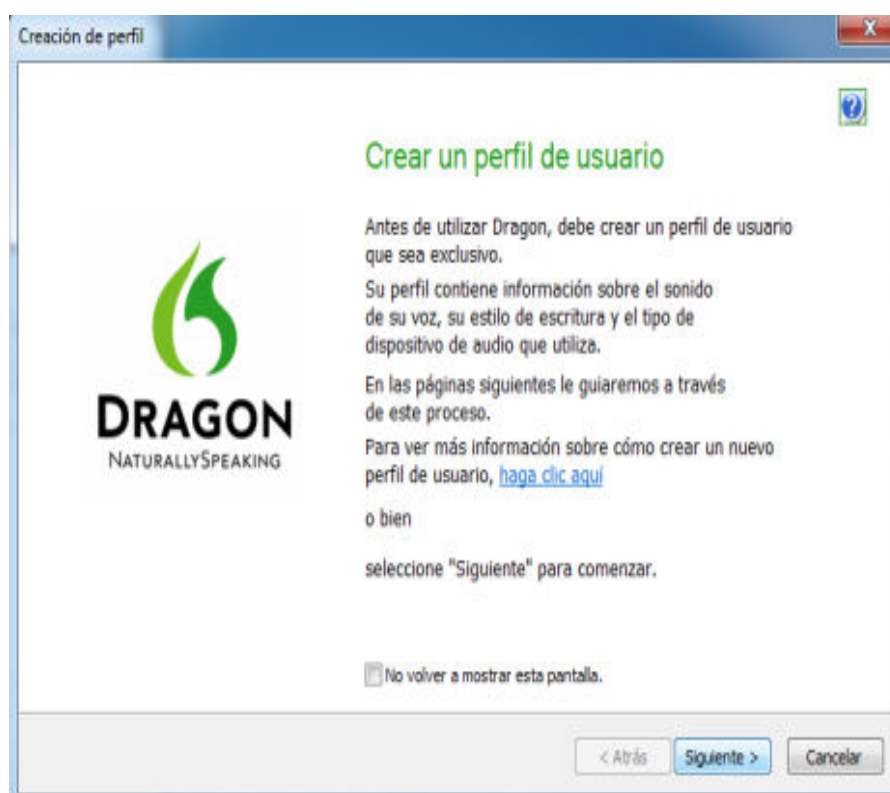 Creación de perfil
Crear un perfil de usuario
Antes de utilizar Dragon, debe crear un perfil de usuario
que sea exclusivo.
Su perfil contiene información sobre el sonido
de su voz, su estilo de escritura y el tipo de
dispositivo de audio que utiliza.
En las páginas siguientes le guiaremos a través
de este proceso.
Para ver más información sobre cómo crear un nuevo
perfil de usuario, haga clic aquí
o bien
seleccione "Siguiente" para comenzar.
DRAGON
NATURALLYSPEAKING
No volver a mostrar esta pantalla.
< Atrás
Siguiente >
Cancelar